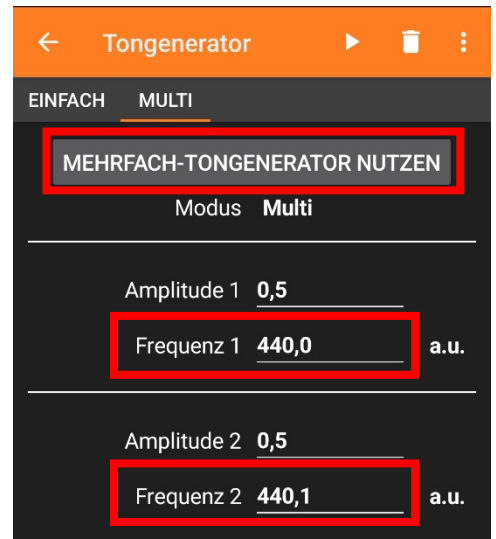 Tongenerator
EINFACH MULTI
MEHRFACH-TONGENERATOR NUTZEN
Modus Multi
Amplitude 1 0,5
Frequenz 1 440,0 a.u.
Amplitude 2 0,5
Frequenz 2 440,1 a.u.